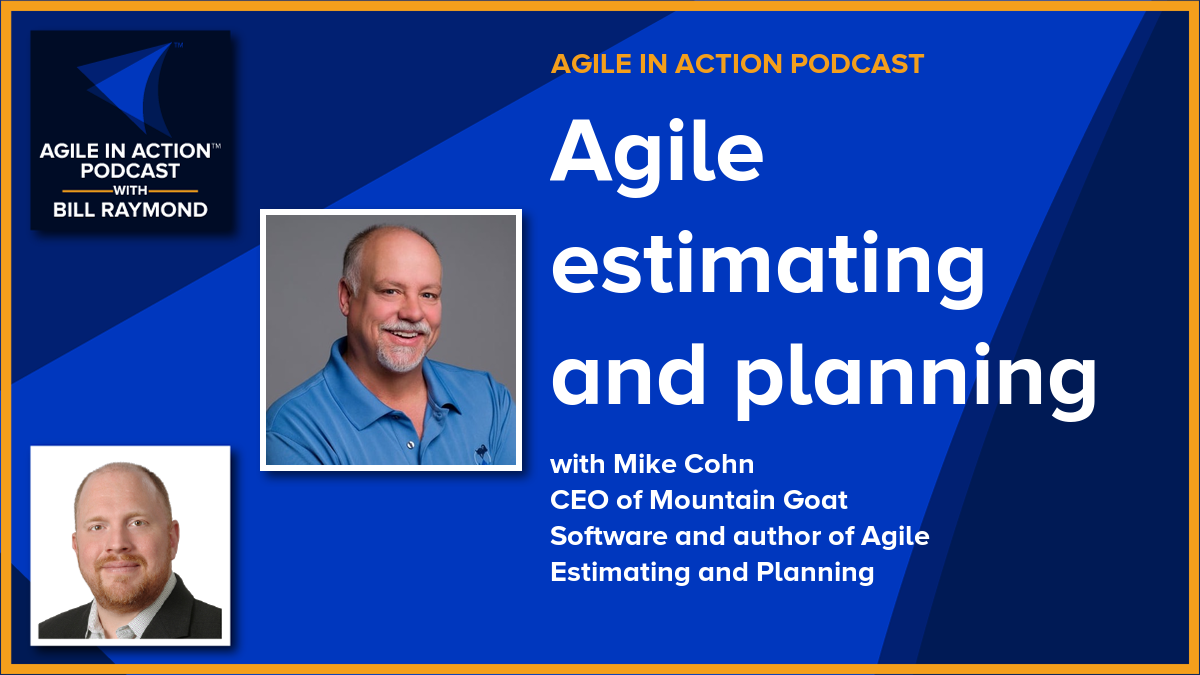 AGILE IN ACTION™
PODCAST
WITH
BILL RAYMOND
AGILE IN ACTION PODCAST
Agile
estimating
and planning
with Mike Cohn
CEO of Mountain Goat
Software and author of Agile
Estimating and Planning